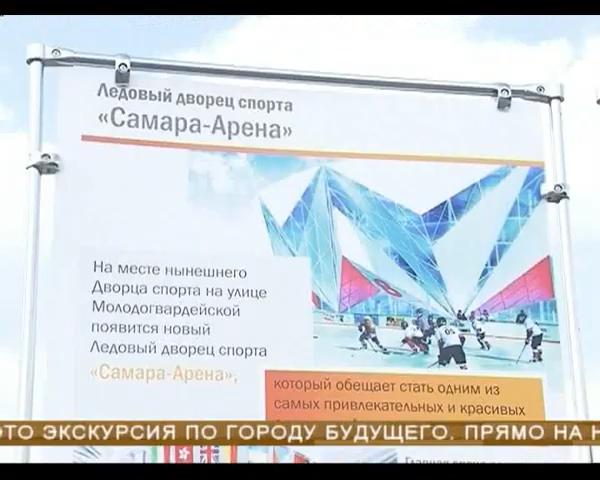 Ледовый дворец спорта
«Самара-Арена»
На месте нынешнего
Дворца спорта на улице
Молодогвардейской
появится новый
Ледовый дворец спорта
«Самара-Арена»,
который обещает стать одним из
самых привлекательных и красивых
ЭТО ЭКСКУРСИЯ ПО ГОРОДУ БУДУЩЕГО. ПРЯМО НА Н